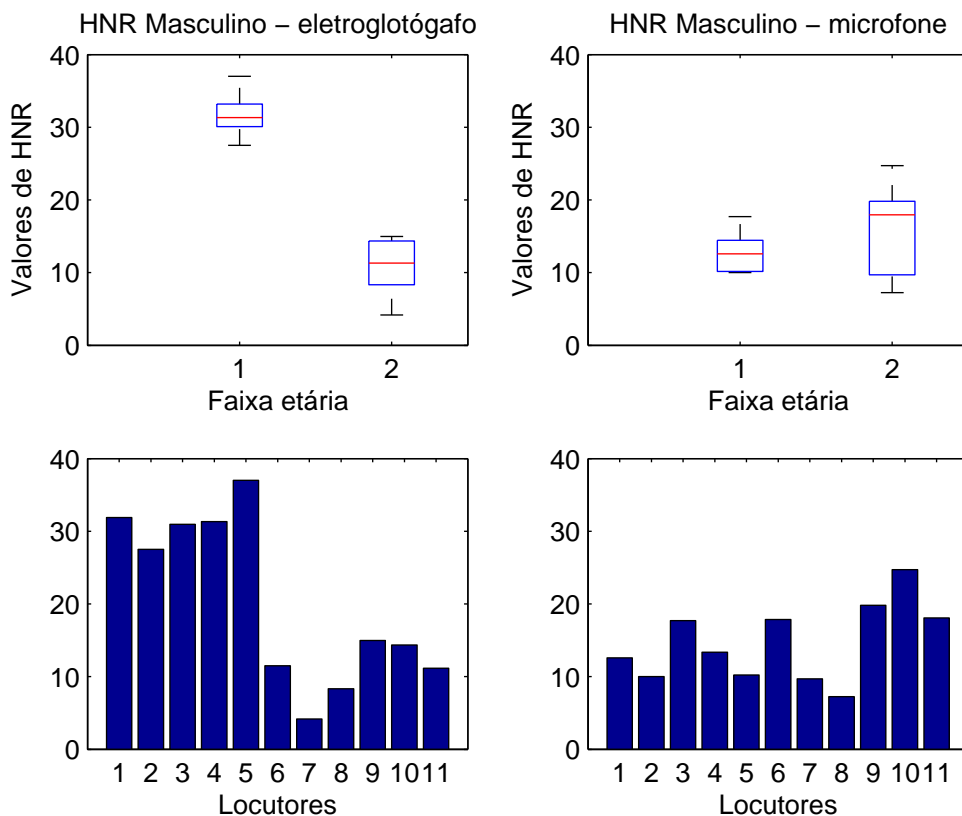 HNR Masculino – eletroglotógafo
Valores de HNR
40
30
20
10
0
1 2
Faixa etária
HNR Masculino – microfone
Valores de HNR
40
30
20
10
0
1 2
Faixa etária
40
30
20
10
0
1 2 3 4 5 6 7 8 9 10 11
Locutores
40
30
20
10
0
1 2 3 4 5 6 7 8 9 10 11
Locutores